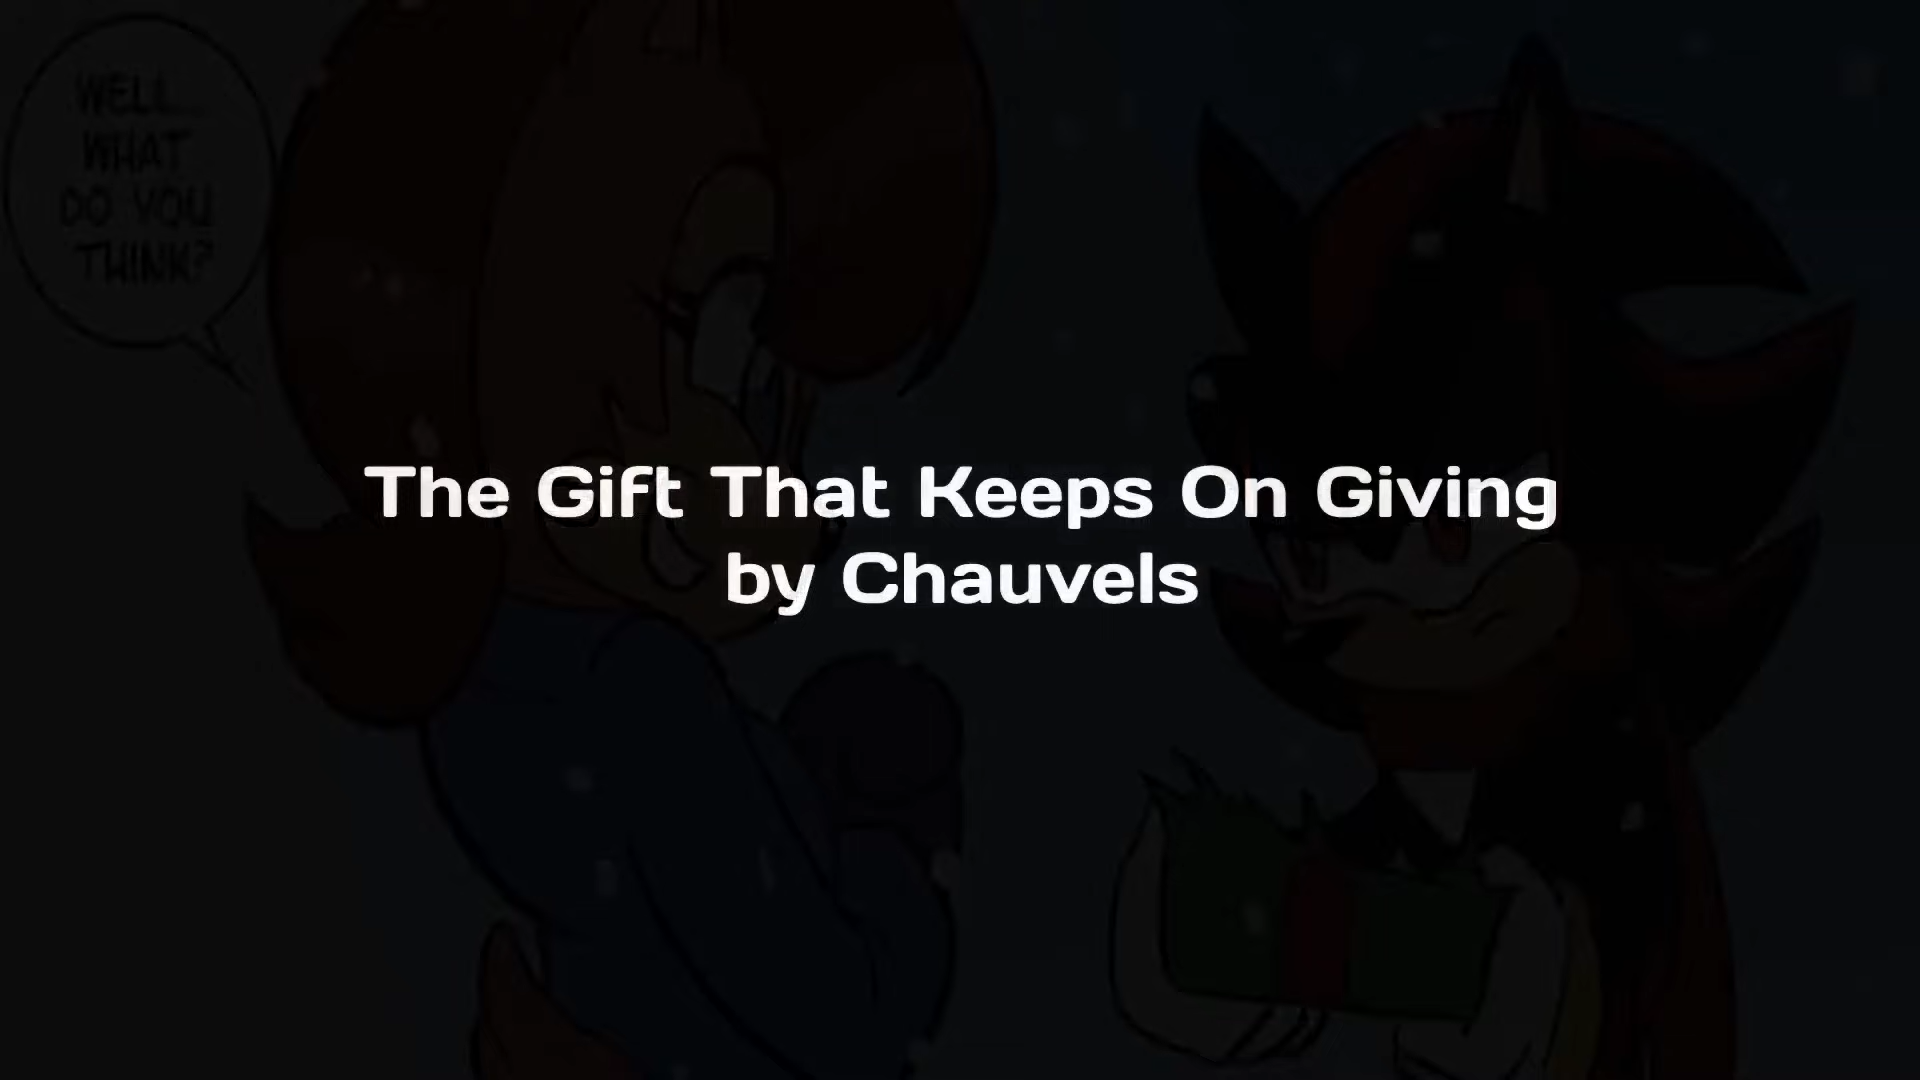 WELL...
WHAT
DO YOU
THINK?
The Gift That Keeps On Giving
by Chauvels